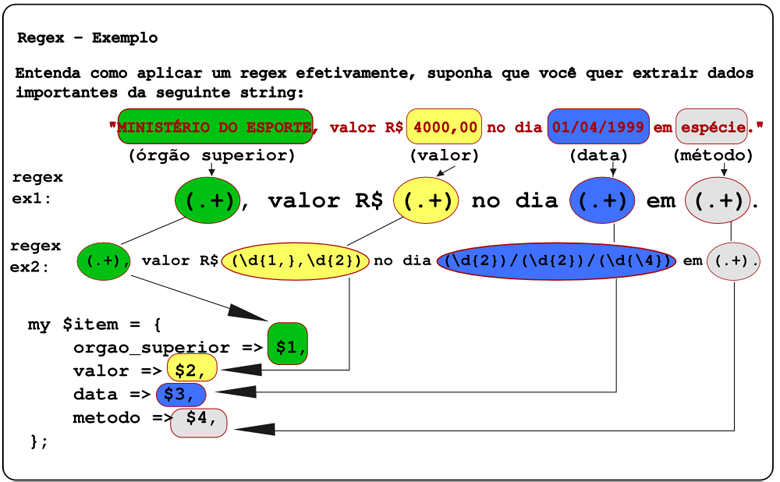 Regex – Exemplo
Entenda como aplicar um regex efetivamente, suponha que você quer extrair dados
importantes da seguinte string:
"MINISTÉRIO DO ESPORTE, valor R$ 4000,00 no dia 01/04/1999 em espécie."
(órgão superior) (valor) (data) (método)
regex
ex1:
(.+), valor R$ (.+) no dia (.+) em (.+).
regex
ex2:
(.+), valor R$ (\d{1,},\d{2}) no dia (\d{2})/(\d{2})/(\d{\4}) em (.+).
my $item = {
orgao_superior => $1,
valor => $2,
data => $3,
metodo => $4,
};